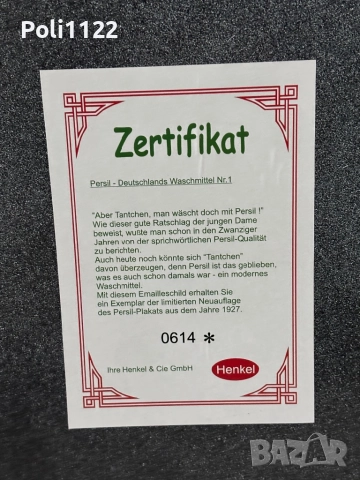 Poli1122
Zertifikat
Persil - Deutschlands Waschmittel Nr.1
"Aber Tantchen, man wäscht doch mit Persil !"
Wie dieser gute Ratschlag der jungen Dame
beweist, wußte man schon in den Zwanziger
Jahren von der sprichwörtlichen Persil-Qualität
zu berichten.
Auch heute noch könnte sich "Tantchen"
davon überzeugen, denn Persil ist das geblieben,
was es auch schon damals war - ein modernes
Waschmittel.
Mit diesem Emailleschild erhalten Sie
ein Exemplar der limitierten Neuauflage
des Persil-Plakats aus dem Jahre 1927.
0614 *
Ihre Henkel & Cie GmbH
Henkel
BAZAR